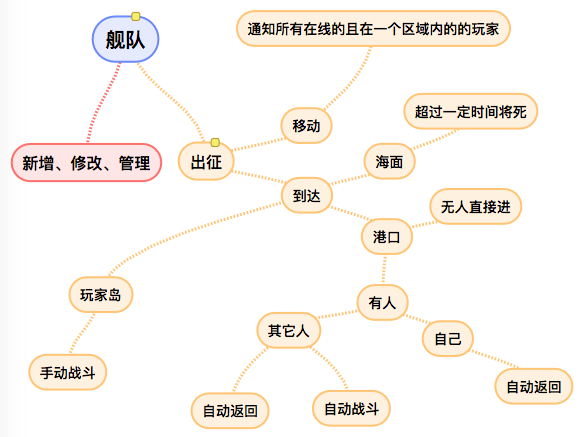 舰队
通知所有在线的且在一个区域内的的玩家
移动
超过一定时间将死
新增、修改、管理
出征
海面
到达
无人直接进
港口
玩家岛
有人
其它人
自己
手动战斗
自动返回
自动返回
自动战斗